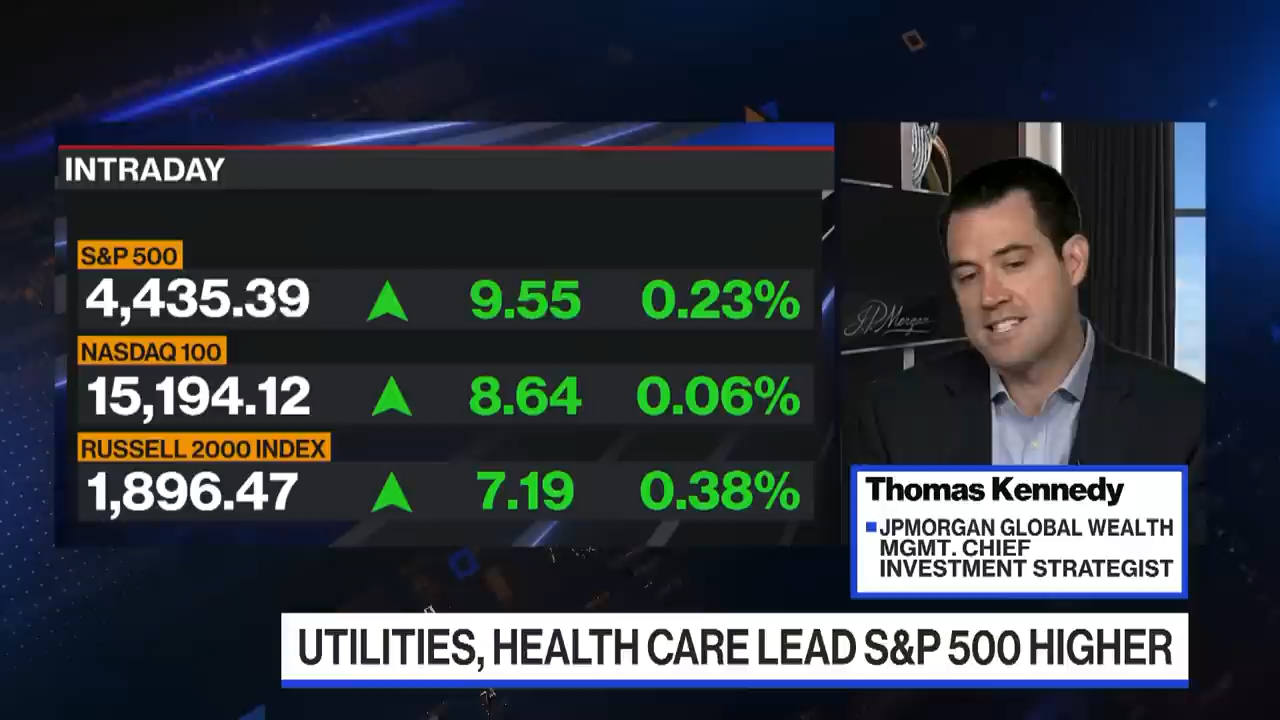 INTRADAY
S&P 500
4,435.39 ▲ 9.55 0.23%
NASDAQ 100
15,194.12 ▲ 8.64 0.06%
RUSSELL 2000 INDEX
1,896.47 ▲ 7.19 0.38%
J.P. Morgan
Thomas Kennedy
JPMORGAN GLOBAL WEALTH
MGMT. CHIEF
INVESTMENT STRATEGIST
UTILITIES, HEALTH CARE LEAD S&P 500 HIGHER